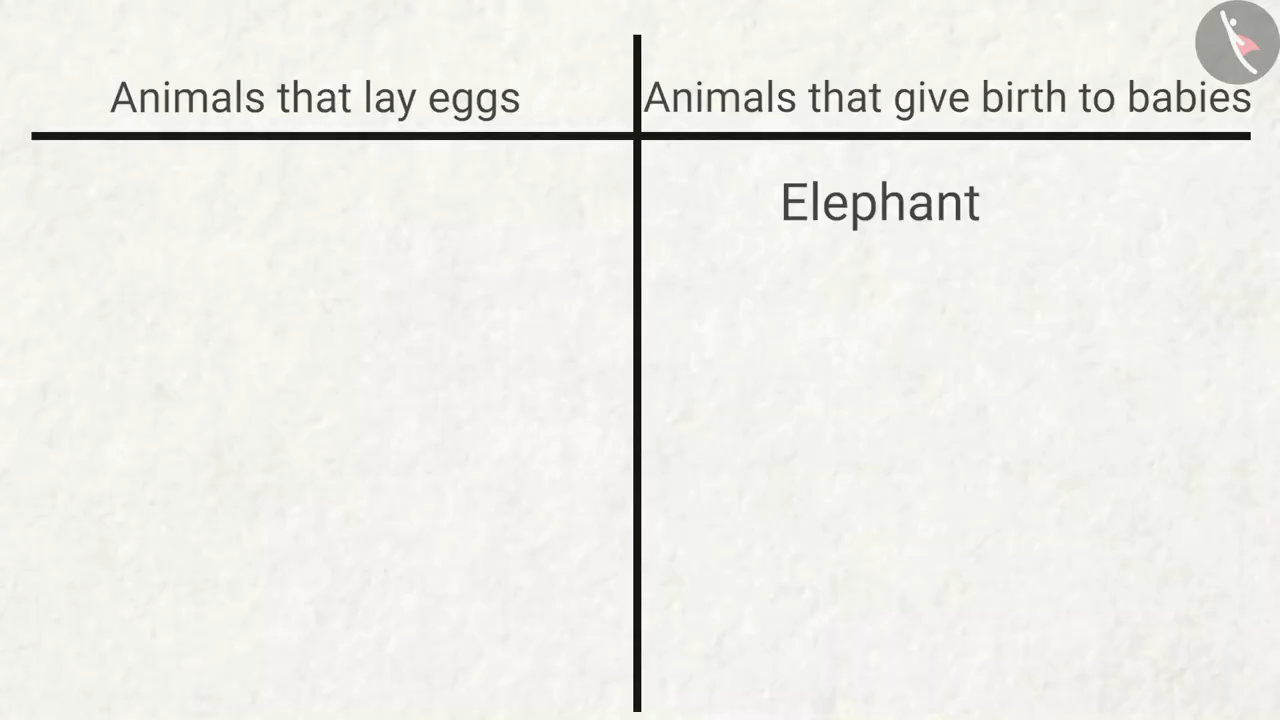 Animals that lay eggs
Animals that give birth to babies
Elephant